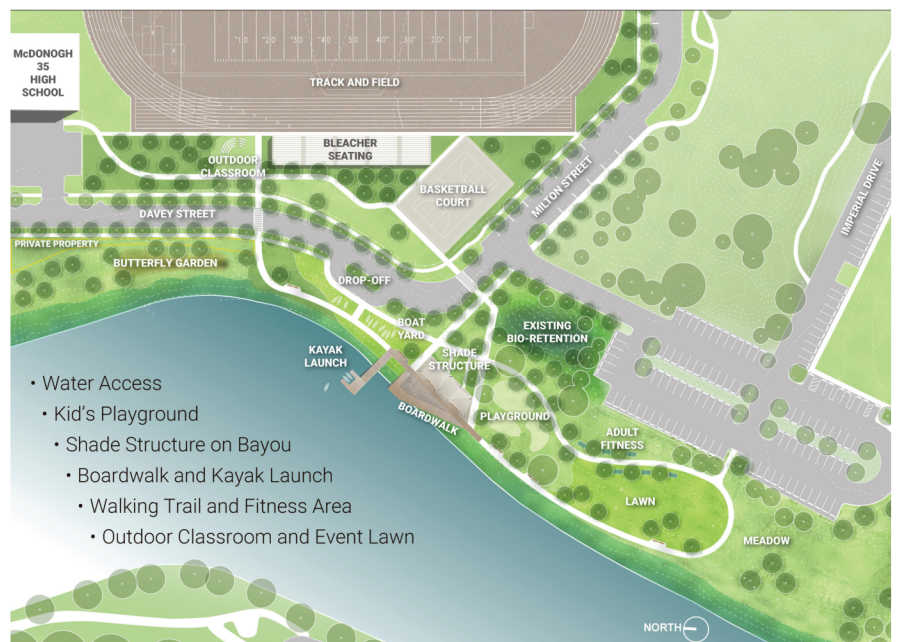 McDONOGH
35
HIGH
SCHOOL
TRACK AND FIELD
BLEACHER
SEATING
OUTDOOR
CLASSROOM
BASKETBALL
COURT
MILTON STREET
IMPERIAL DRIVE
DAVEY STREET
PRIVATE PROPERTY
BUTTERFLY GARDEN
DROP-OFF
BOAT
YARD
EXISTING
BIO-RETENTION
KAYAK
LAUNCH
SHADE
STRUCTURE
BOARDWALK
PLAYGROUND
ADULT
FITNESS
LAWN
MEADOW
• Water Access
• Kid's Playground
• Shade Structure on Bayou
• Boardwalk and Kayak Launch
• Walking Trail and Fitness Area
• Outdoor Classroom and Event Lawn
NORTH